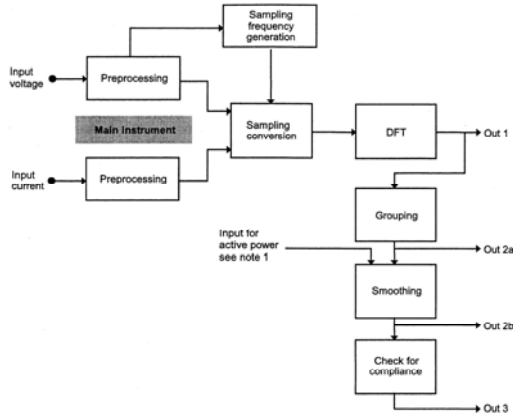 Sampling
frequency
generation
Input
voltage
Preprocessing
Main Instrument
Sampling
conversion
DFT
Out 1
Input
current
Preprocessing
Grouping
Input for
active power
see note 1
Out 2a
Smoothing
Out 2b
Check for
compliance
Out 3